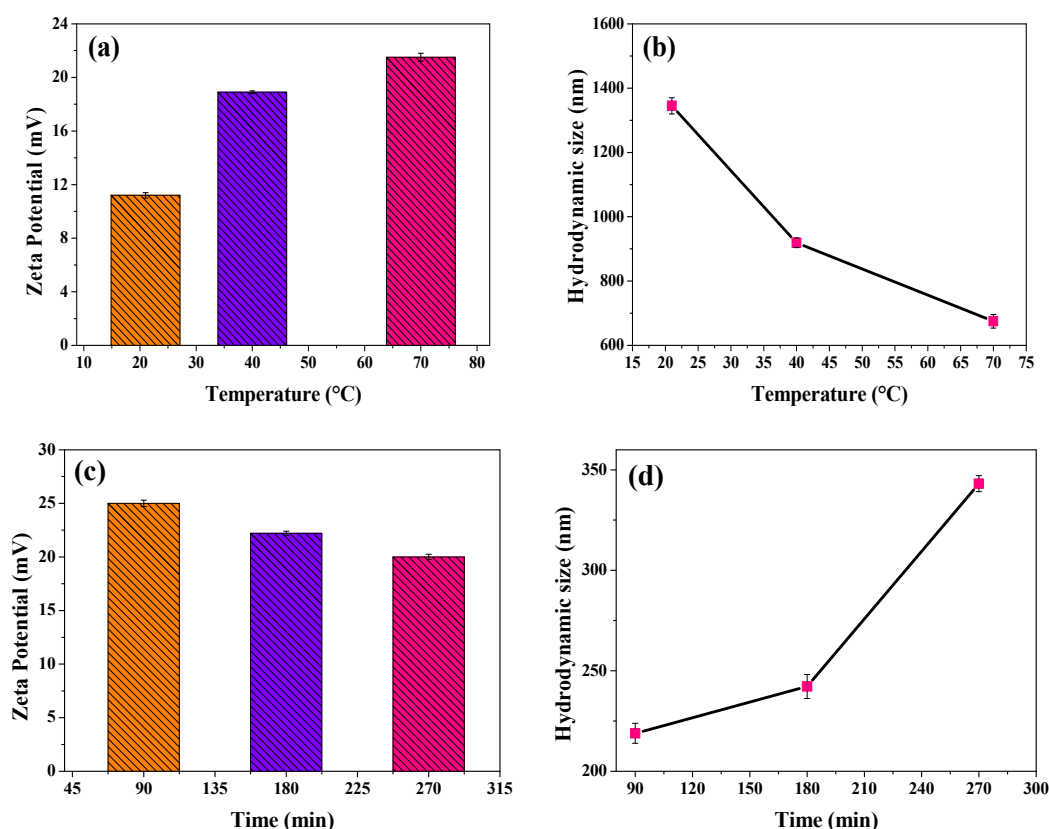 (a)
Zeta Potential (mV)
24
20
16
12
8
4
0
10 20 30 40 50 60 70 80
Temperature (°C)
(b)
Hydrodynamic size (nm)
1600
1400
1200
1000
800
600
15 20 25 30 35 40 45 50 55 60 65 70 75
Temperature (°C)
(c)
Zeta Potential (mV)
30
25
20
15
10
5
0
45 90 135 180 225 270 315
Time (min)
(d)
Hydrodynamic size (nm)
350
300
250
200
90 120 150 180 210 240 270 300
Time (min)